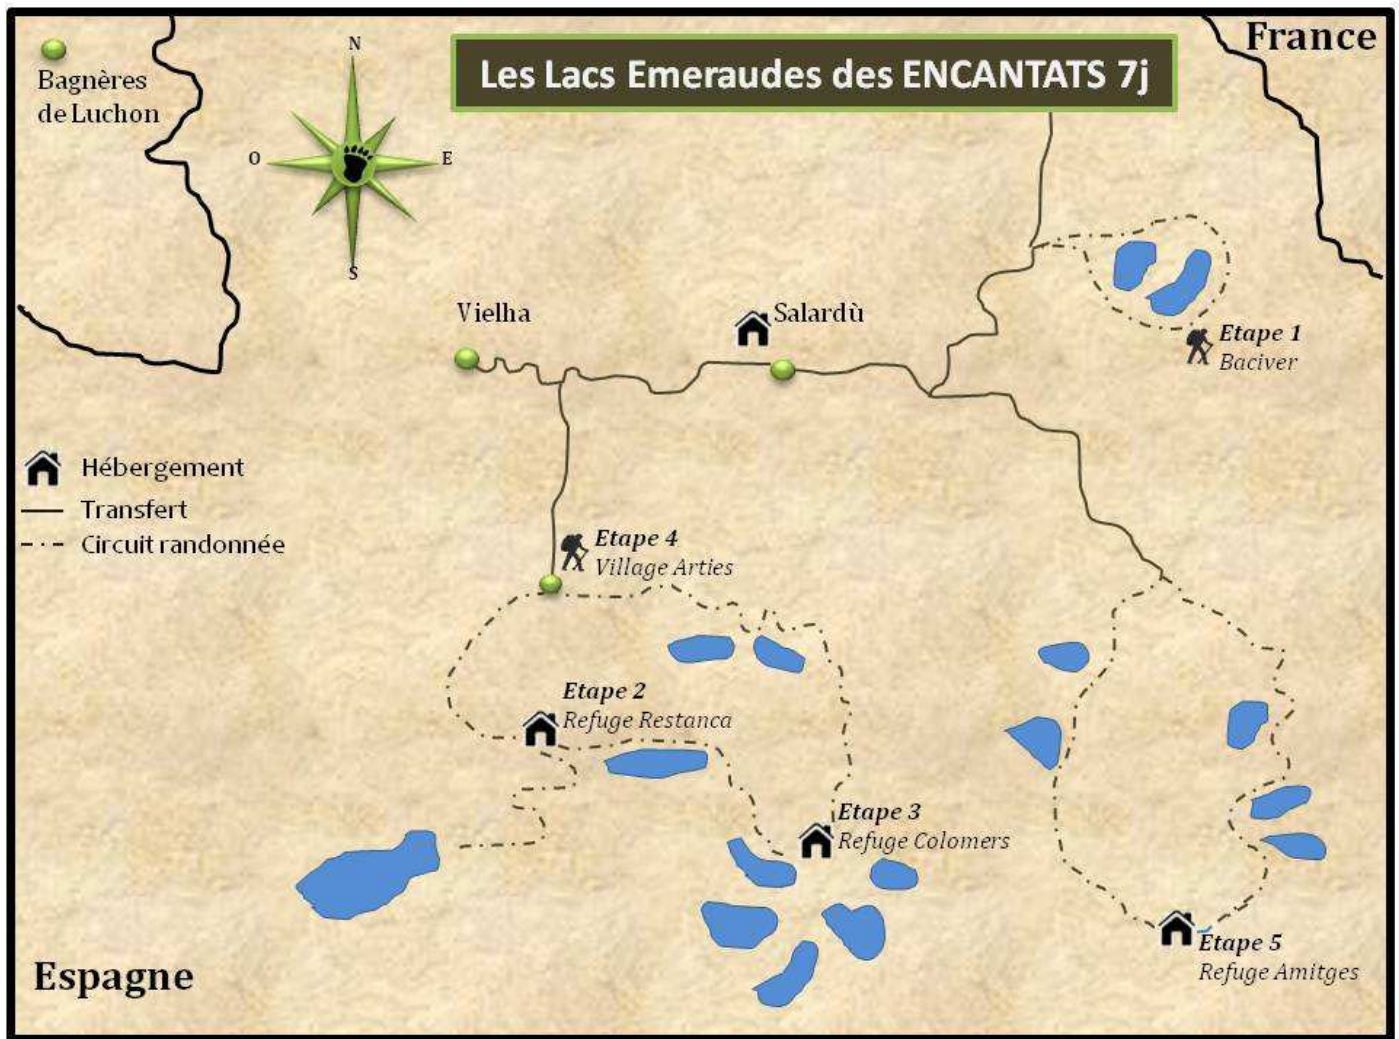 France
Les Lacs Emeraudes des ENCANTATS 7j
Bagnères
de Luchon
N
O
E
S
Vielha
Salardù
Etape 1
Baciver
Hébergement
Transfert
Circuit randonnée
Etape 4
Village Arties
Etape 2
Refuge Restanca
Etape 3
Refuge Colomers
Etape 5
Refuge Amitges
Espagne